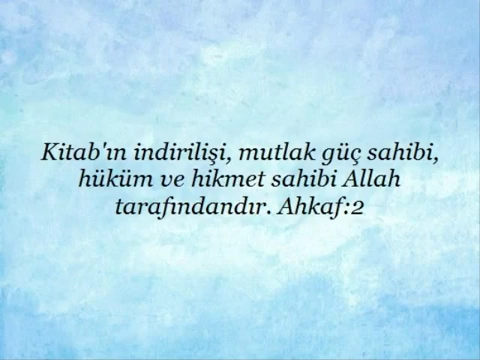 Kitab'ın indirilişi, mutlak güç sahibi,
hüküm ve hikmet sahibi Allah
tarafındandır. Ahkaf:2